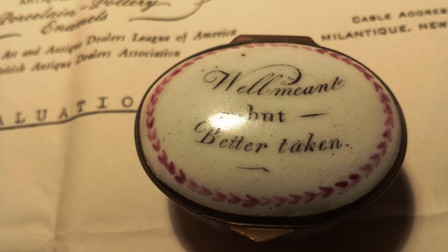 Porcelain - Pottery
Enamels
Art and Antique Dealers League of America
British Antique Dealers Association
CABLE ADDRES
MILANTIQUE, NEW
ALUATIO
Well meant
but —
Better taken.